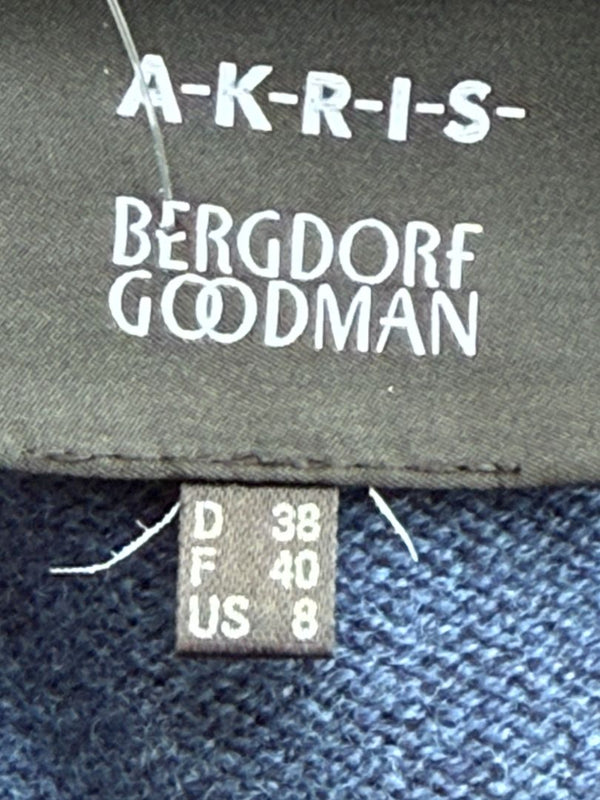 A-K-R-I-S-
BERGDORF
GOODMAN
D 38
F 40
US 8